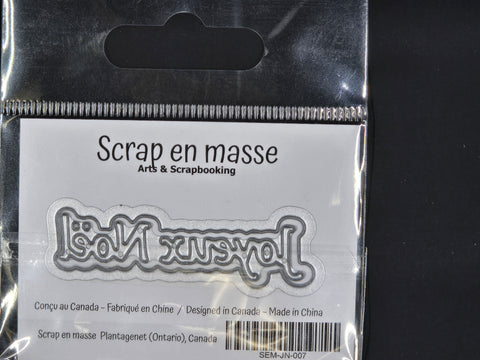 Scrap en masse
Arts & Scrapbooking
Joyeux Noël
Conçu au Canada - Fabriqué en Chine / Designed in Canada - Made in China
Scrap en masse Plantagenet (Ontario), Canada
SEM-JN-007